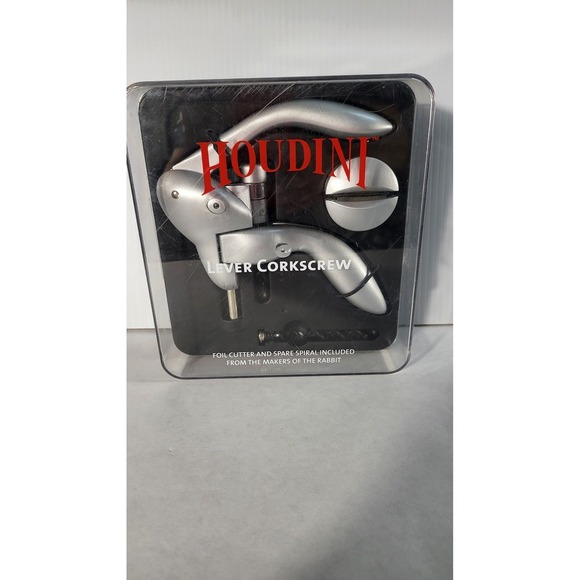 HOUDINI™
LEVER CORKSCREW
FOIL CUTTER AND SPARE SPIRAL INCLUDED
FROM THE MAKERS OF THE RABBIT